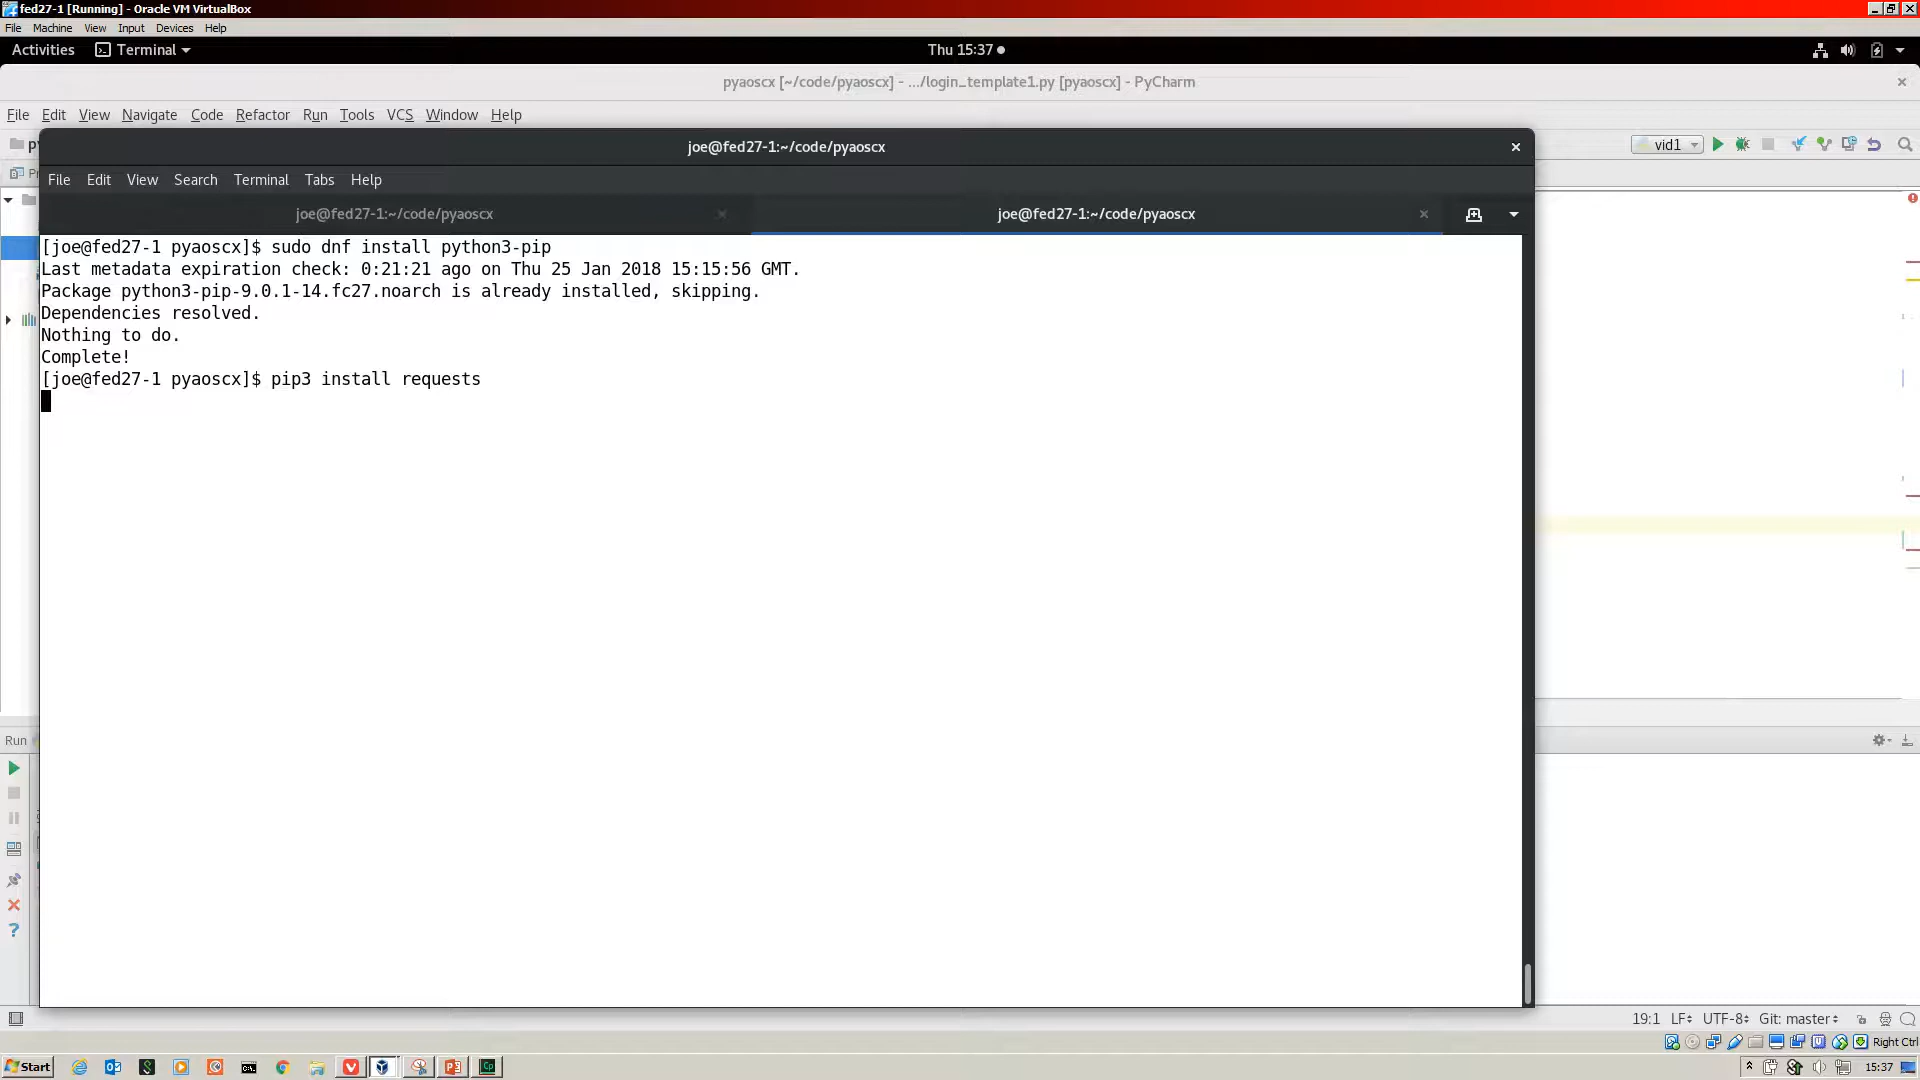 fed27-1 [Running] - Oracle VM VirtualBox
File Machine View Input Devices Help
Activities Terminal Thu 15:37
pyaoscx [~/code/pyaoscx] - .../login_template1.py [pyaoscx] - PyCharm
File Edit View Navigate Code Refactor Run Tools VCS Window Help
vid1
joe@fed27-1:~/code/pyaoscx
File Edit View Search Terminal Tabs Help
joe@fed27-1:~/code/pyaoscx joe@fed27-1:~/code/pyaoscx
[joe@fed27-1 pyaoscx]$ sudo dnf install python3-pip
Last metadata expiration check: 0:21:21 ago on Thu 25 Jan 2018 15:15:56 GMT.
Package python3-pip-9.0.1-14.fc27.noarch is already installed, skipping.
Dependencies resolved.
Nothing to do.
Complete!
[joe@fed27-1 pyaoscx]$ pip3 install requests
Run
19:1 LF UTF-8 Git: master
Right Ctrl
Start 15:37